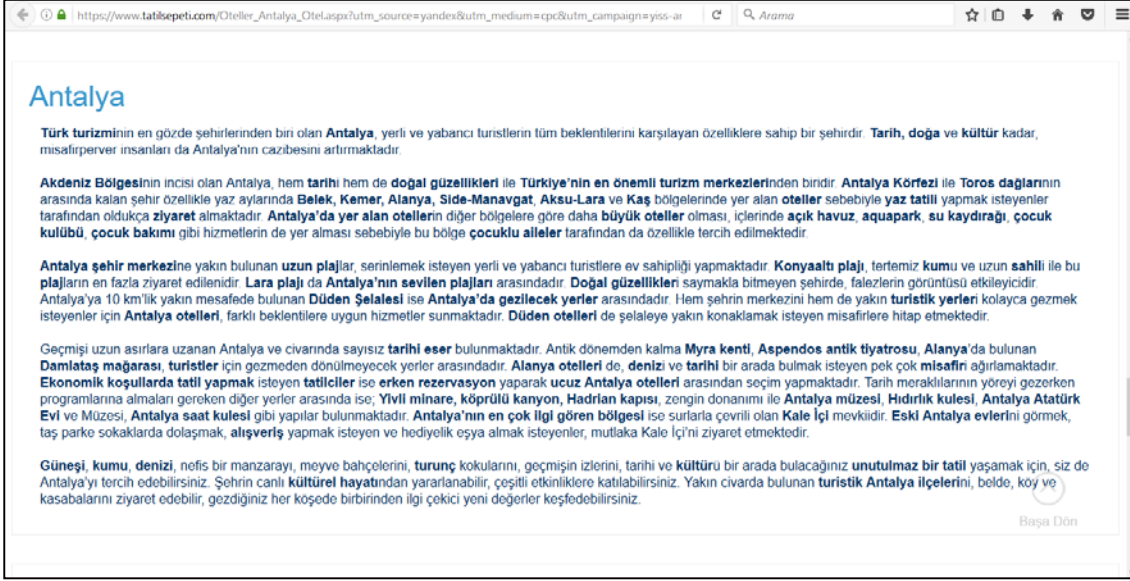 https://www.tatilsepeti.com/Oteller_Antalya_Otel.aspx?utm_source=yandex&utm_medium=cpc&utm_campaign=yiss-ar
Arama
Antalya
Türk turizminin en gözde şehirlerinden biri olan Antalya, yerli ve yabancı turistlerin tüm beklentilerini karşılayan özelliklere sahip bir şehirdir. Tarih, doğa ve kültür kadar,
misafirperver insanları da Antalya'nın cazibesini artırmaktadır.
Akdeniz Bölgesinin incisi olan Antalya, hem tarihi hem de doğal güzellikleri ile Türkiye'nin en önemli turizm merkezlerinden biridir. Antalya Körfezi ile Toros dağlarının
arasında kalan şehir özellikle yaz aylarında Belek, Kemer, Alanya, Side-Manavgat, Aksu-Lara ve Kaş bölgelerinde yer alan oteller sebebiyle yaz tatili yapmak isteyenler
tarafından oldukça ziyaret almaktadır. Antalya'da yer alan otellerin diğer bölgelere göre daha büyük oteller olması, içlerinde açık havuz, aquapark, su kaydırağı, çocuk
kulübü, çocuk bakımı gibi hizmetlerin de yer alması sebebiyle bu bölge çocuklu aileler tarafından da özellikle tercih edilmektedir.
Antalya şehir merkezine yakın bulunan uzun plajlar, serinlemek isteyen yerli ve yabancı turistlere ev sahipliği yapmaktadır. Konyaaltı plajı, tertemiz kumu ve uzun sahili ile bu
plajların en fazla ziyaret edilenidir. Lara plajı da Antalya'nın sevilen plajları arasındadır. Doğal güzellikleri saymakla bitmeyen şehirde, falezlerin görüntüsü etkileyicidir.
Antalya'ya 10 km'lik yakın mesafede bulunan Düden Şelalesi ise Antalya'da gezilecek yerler arasındadır. Hem şehrin merkezini hem de yakın turistik yerleri kolayca gezmek
isteyenler için Antalya otelleri, farklı beklentilere uygun hizmetler sunmaktadır. Düden otelleri de şelaleye yakın konaklamak isteyen misafirlere hitap etmektedir.
Geçmişi uzun asırlara uzanan Antalya ve civarında sayısız tarihi eser bulunmaktadır. Antik dönemden kalma Myra kenti, Aspendos antik tiyatrosu, Alanya'da bulunan
Damlataş mağarası, turistler için gezmeden dönülmeyecek yerler arasındadır. Alanya otelleri de, denizi ve tarihi bir arada bulmak isteyen pek çok misafiri ağırlamaktadır.
Ekonomik koşullarda tatil yapmak isteyen tatilciler ise erken rezervasyon yaparak ucuz Antalya otelleri arasından seçim yapmaktadır. Tarih meraklılarının yöreyi gezerken
programlarına almaları gereken diğer yerler arasında ise; Yivli minare, köprülü kanyon, Hadrian kapısı, zengin donanımı ile Antalya müzesi, Hıdırlık kulesi, Antalya Atatürk
Evi ve Müzesi, Antalya saat kulesi gibi yapılar bulunmaktadır. Antalya'nın en çok ilgi gören bölgesi ise surlarla çevrili olan Kale İçi mevkiidir. Eski Antalya evlerini görmek,
taş parke sokaklarda dolaşmak, alışveriş yapmak isteyen ve hediyelik eşya almak isteyenler, mutlaka Kale İçi'ni ziyaret etmektedir.
Güneşi, kumu, denizi, nefis bir manzarayı, meyve bahçelerini, turunç kokularını, geçmişin izlerini, tarihi ve kültürü bir arada bulacağınız unutulmaz bir tatil yaşamak için, siz de
Antalya'yı tercih edebilirsiniz. Şehrin canlı kültürel hayatından yararlanabilir, çeşitli etkinliklere katılabilirsiniz. Yakın civarda bulunan turistik Antalya ilçelerini, belde, köy ve
kasabalarını ziyaret edebilir, gezdiğiniz her köşede birbirinden ilgi çekici yeni değerler keşfedebilirsiniz.
Başa Dön